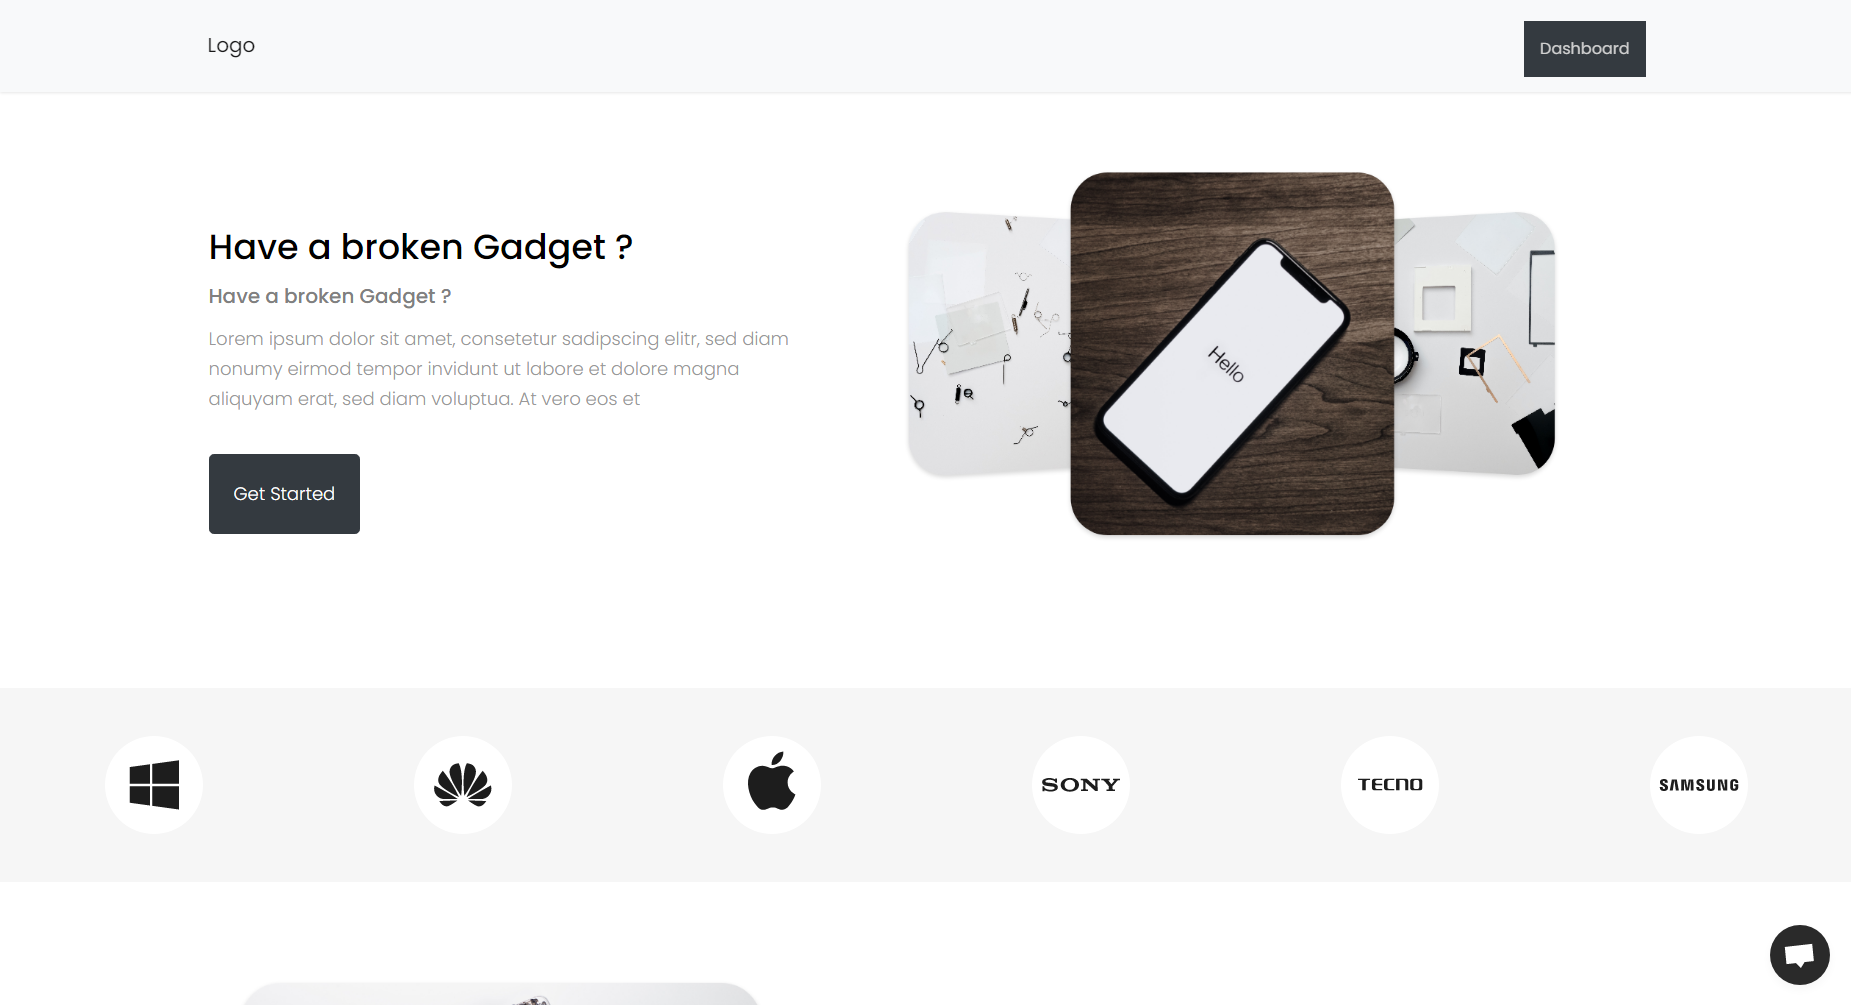 Logo
Dashboard
Have a broken Gadget ?
Have a broken Gadget ?
Lorem ipsum dolor sit amet, consetetur sadipscing elitr, sed diam
nonumy eirmod tempor invidunt ut labore et dolore magna
aliquyam erat, sed diam voluptua. At vero eos et
Get Started
Hello
SONY
TECNO
SAMSUNG